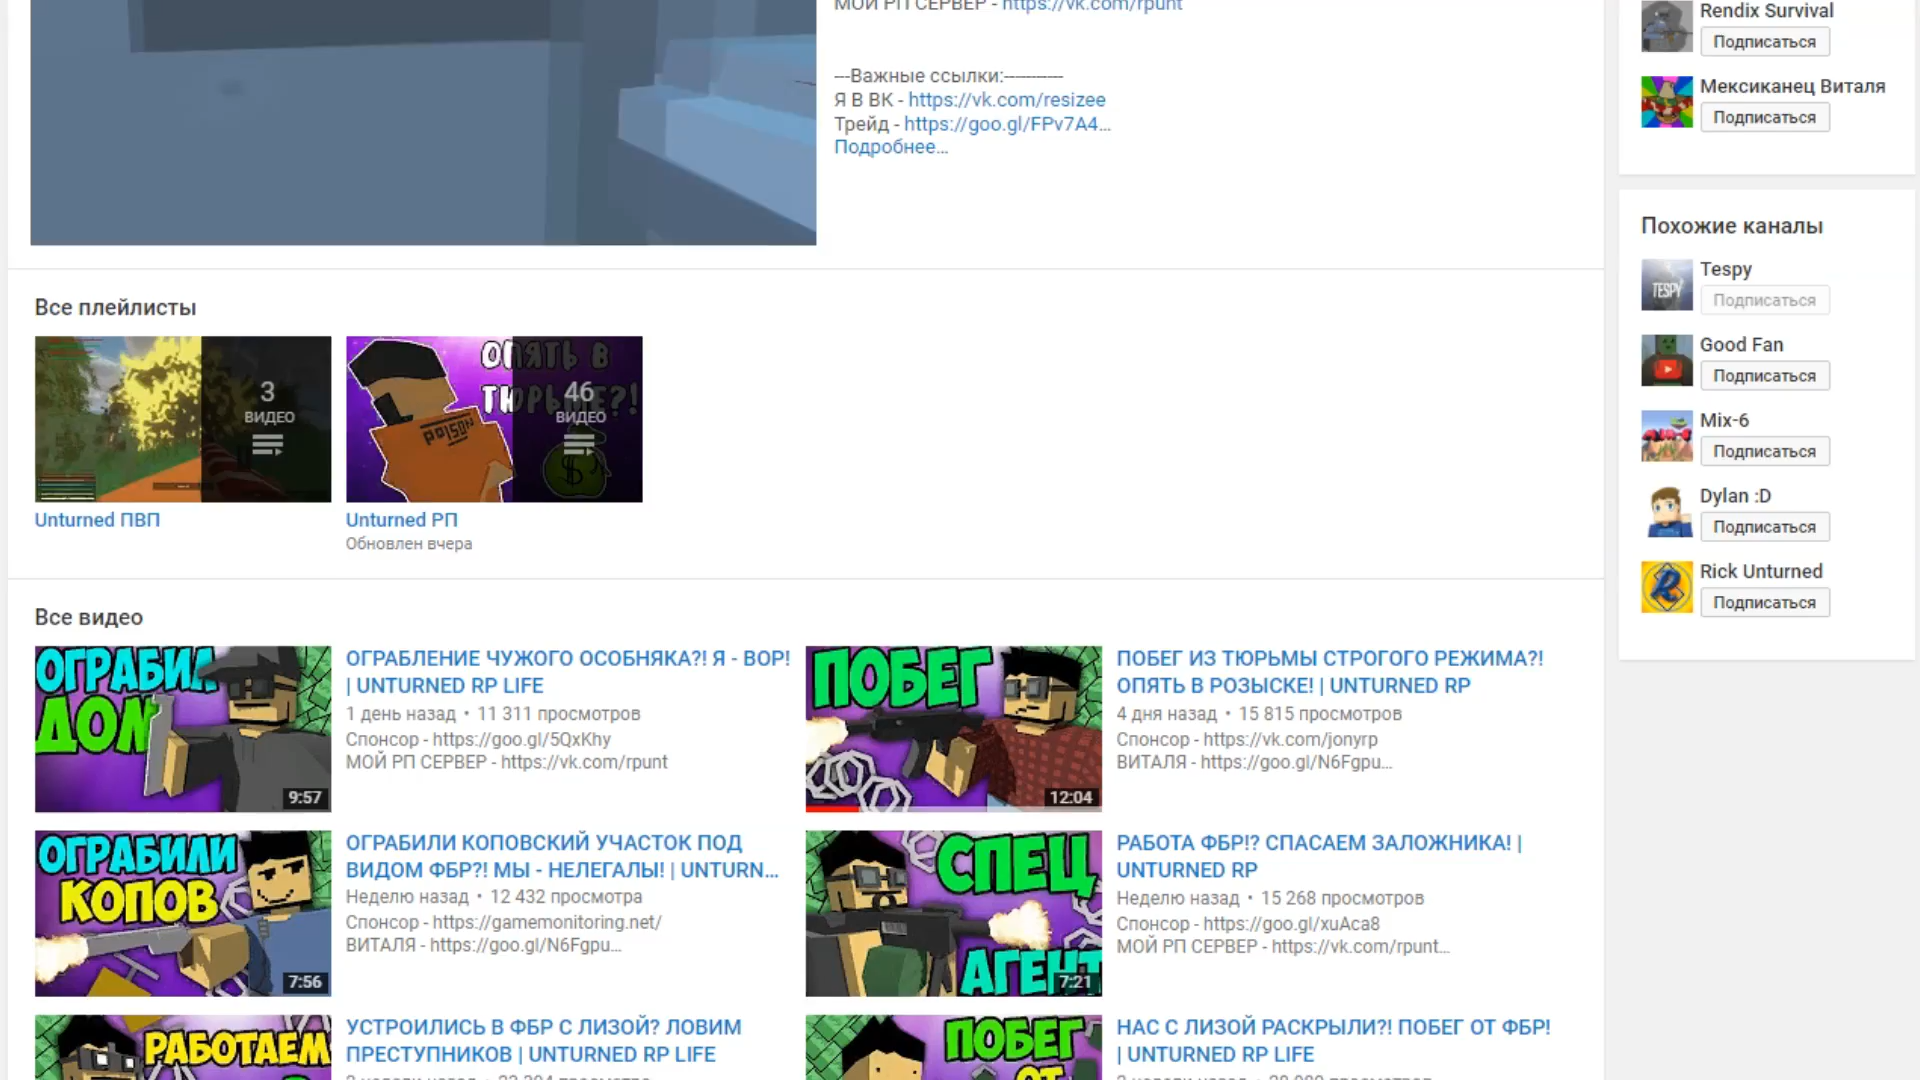 МОЙ РП СЕРВЕР - https://vk.com/rpunt
---Важные ссылки:-----------
Я В ВК - https://vk.com/resizee
Трейд - https://goo.gl/FPv7A4...
Подробнее...
Rendix Survival
Подписаться
Мексиканец Виталя
Подписаться
Похожие каналы
Tespy
TESPY
Подписаться
Good Fan
Подписаться
Mix-6
Подписаться
Dylan :D
Подписаться
Rick Unturned
Подписаться
Все плейлисты
3
ВИДЕО
ОПЯТЬ В
ТЮРЬМЕ?!
POISON
46
ВИДЕО
Unturned ПВП
Unturned РП
Обновлен вчера
Все видео
ОГРАБИЛ
ДОМ
9:57
ОГРАБЛЕНИЕ ЧУЖОГО ОСОБНЯКА?! Я - ВОР!
| UNTURNED RP LIFE
1 день назад • 11 311 просмотров
Спонсор - https://goo.gl/5QxKhy
МОЙ РП СЕРВЕР - https://vk.com/rpunt
ПОБЕГ
12:04
ПОБЕГ ИЗ ТЮРЬМЫ СТРОГОГО РЕЖИМА?!
ОПЯТЬ В РОЗЫСКЕ! | UNTURNED RP
4 дня назад • 15 815 просмотров
Спонсор - https://vk.com/jonyrp
ВИТАЛЯ - https://goo.gl/N6Fgpu...
ОГРАБИЛИ
КОПОВ
7:56
ОГРАБИЛИ КОПОВСКИЙ УЧАСТОК ПОД
ВИДОМ ФБР?! МЫ - НЕЛЕГАЛЫ! | UNTURN...
Неделю назад • 12 432 просмотра
Спонсор - https://gamemonitoring.net/
ВИТАЛЯ - https://goo.gl/N6Fgpu...
СПЕЦ
АГЕНТ
7:21
РАБОТА ФБР!? СПАСАЕМ ЗАЛОЖНИКА! |
UNTURNED RP
Неделю назад • 15 268 просмотров
Спонсор - https://goo.gl/xuAca8
МОЙ РП СЕРВЕР - https://vk.com/rpunt...
РАБОТАЕМ
УСТРОИЛИСЬ В ФБР С ЛИЗОЙ? ЛОВИМ
ПРЕСТУПНИКОВ | UNTURNED RP LIFE
ПОБЕГ
ОТ
НАС С ЛИЗОЙ РАСКРЫЛИ?! ПОБЕГ ОТ ФБР!
| UNTURNED RP LIFE